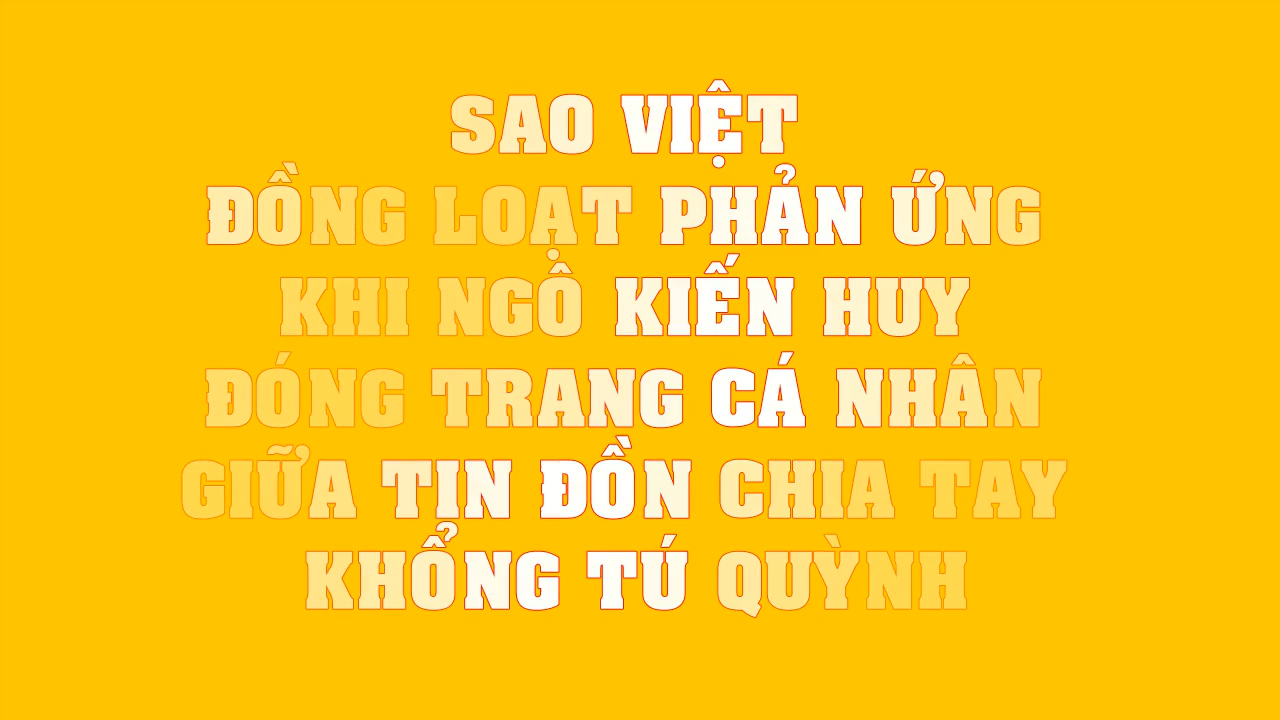 SAO VIỆT
ĐỒNG LOẠT PHẢN ỨNG
KHI NGÔ KIẾN HUY
ĐÓNG TRANG CÁ NHÂN
GIỮA TIN ĐỒN CHIA TAY
KHỔNG TÚ QUỲNH